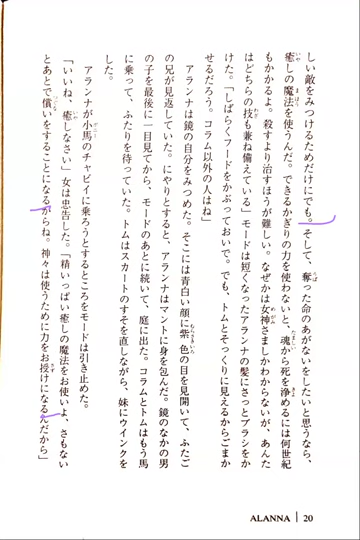 しい敵をみつけるためだけにでも。そして、奪った命のあがないをしたいと思うなら、
癒しの魔法を使うんだ。できるかぎりの力を使わないと、魂から死を浄めるには何世紀
もかかるよ。殺すより治すほうが難しい。なぜかは女神さましかわからないが、あんた
はどちらの技も兼ね備えている」モードは短くなったアランナの髪にさっとブラシをか
けた。「しばらくフードをかぶっておいで。でも、トムとそっくりに見えるからごまか
せるだろう。コラム以外の人はね」
アランナは鏡の自分をみつめた。そこには青白い顔に紫色の目を見開いて、ふたご
の兄が見返していた。にやりとすると、アランナはマントに身を包んだ。鏡のなかの男
の子を最後に一目見てから、モードのあとに続いて、庭に出た。コラムとトムはもう馬
に乗って、ふたりを待っていた。トムはスカートのすそを直しながら、妹にウインクを
した。
アランナが小馬のチャビイに乗ろうとするところをモードは引き止めた。
「いいね、癒しなさい」女は忠告した。「精いっぱい癒しの魔法をお使いよ、さもない
とあとで償いをすることになるからね。神々は使うために力をお授けになるんだから」
ALANNA | 20